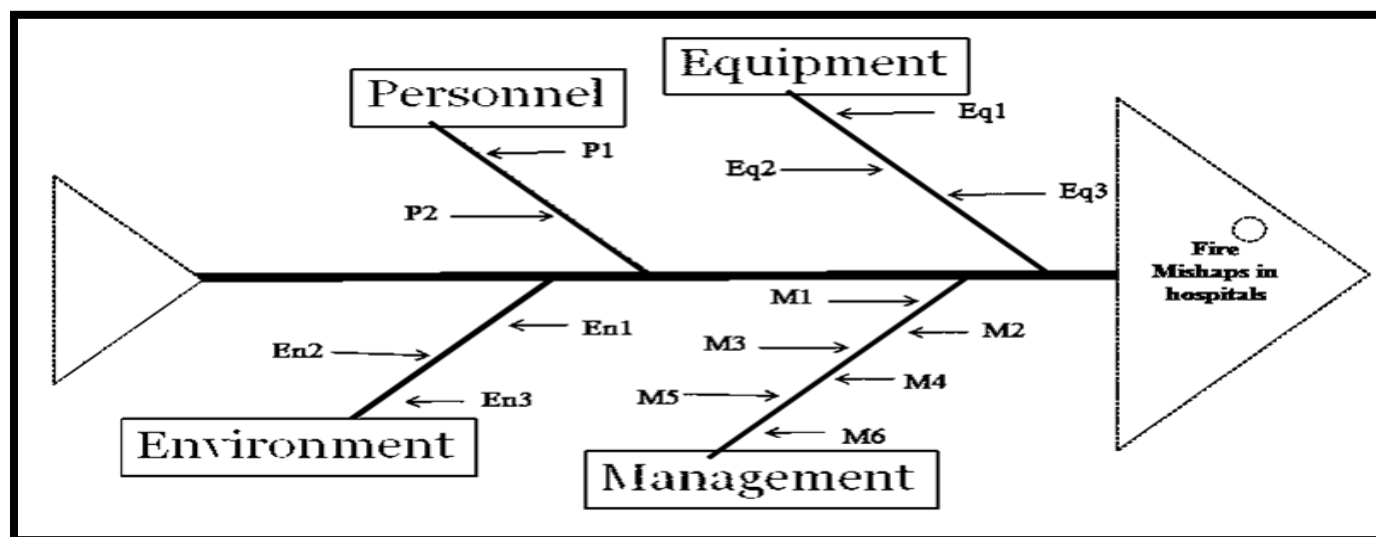 Equipment
Personnel
Eq1
P1
Eq2
Eq3
P2
Fire
Mishaps in
hospitals
M1
En1
M2
En2
M3
M4
En3
M5
M6
Environment
Management